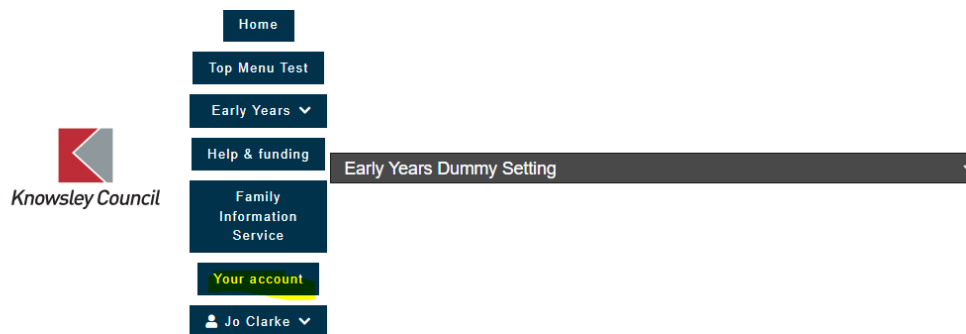 Home
Top Menu Test
Early Years
Help & funding
Early Years Dummy Setting
Knowsley Council
Family
Information
Service
Your account
Jo Clarke